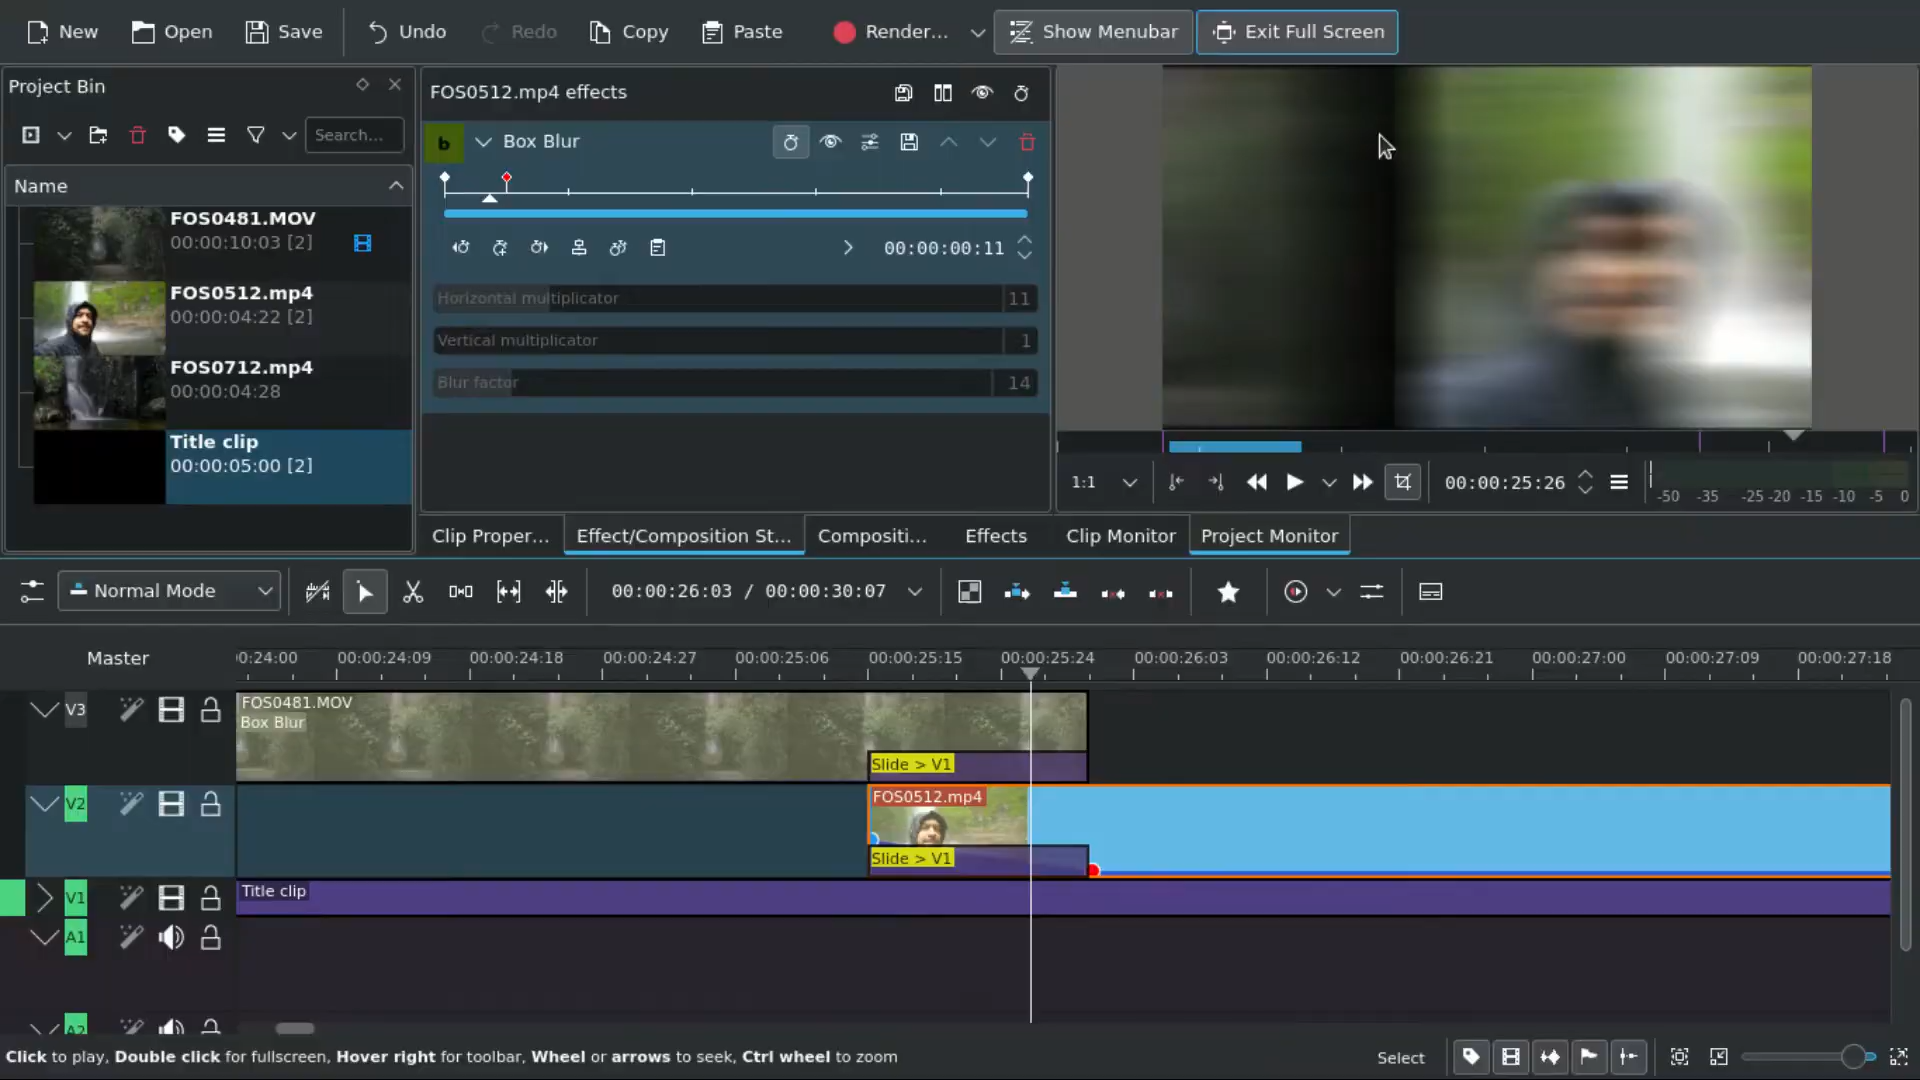 New Open Save Undo Redo Copy Paste Render... Show Menubar Exit Full Screen
Project Bin
Search...
Name
FOS0481.MOV
00:00:10:03 [2]
FOS0512.mp4
00:00:04:22 [2]
FOS0712.mp4
00:00:04:28
Title clip
00:00:05:00 [2]
FOS0512.mp4 effects
b Box Blur
00:00:00:11
Horizontal multiplicator 11
Vertical multiplicator 1
Blur factor 14
1:1 00:00:25:26
-50 -35 -25 -20 -15 -10 -5 0
Clip Proper... Effect/Composition St... Compositi... Effects Clip Monitor Project Monitor
Normal Mode 00:00:26:03 / 00:00:30:07
Master
0:24:00 00:00:24:09 00:00:24:18 00:00:24:27 00:00:25:06 00:00:25:15 00:00:25:24 00:00:26:03 00:00:26:12 00:00:26:21 00:00:27:00 00:00:27:09 00:00:27:18
V3
FOS0481.MOV
Box Blur
Slide > V1
V2
FOS0512.mp4
Slide > V1
V1
Title clip
A1
A2
Click to play, Double click for fullscreen, Hover right for toolbar, Wheel or arrows to seek, Ctrl wheel to zoom
Select